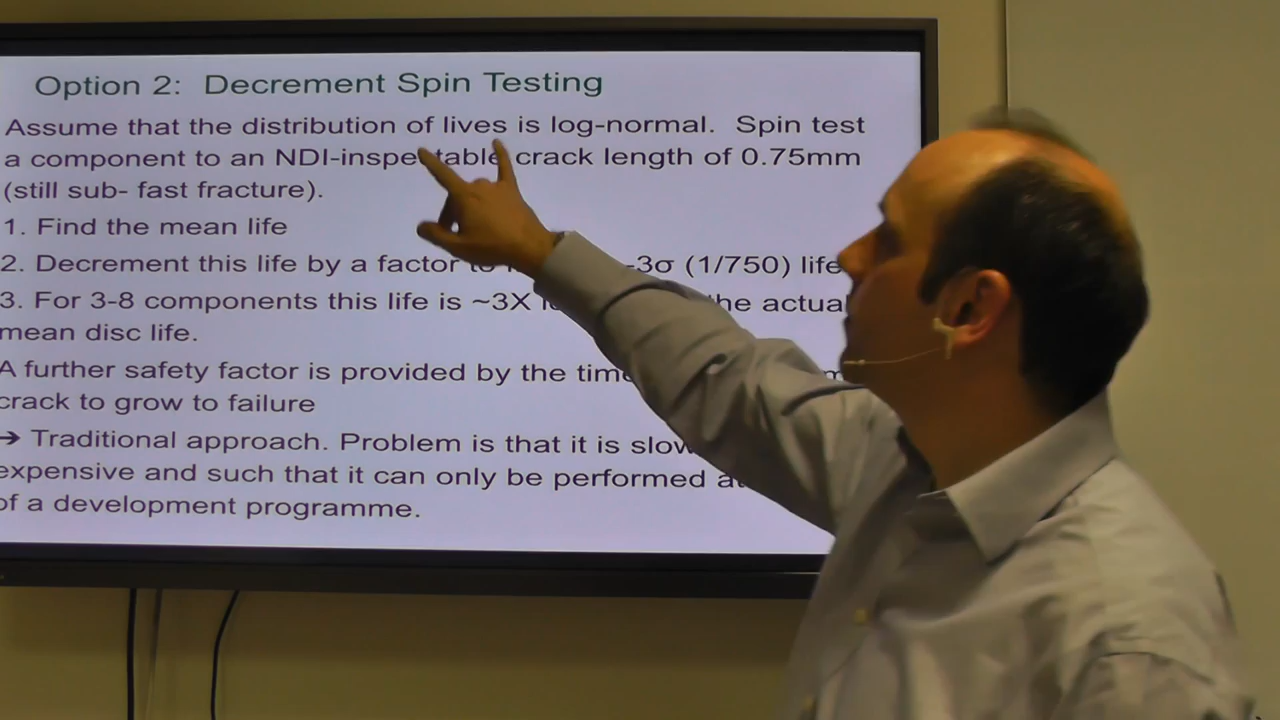 Option 2: Decrement Spin Testing
Assume that the distribution of lives is log-normal. Spin test
a component to an NDI-inspe table crack length of 0.75mm
(still sub- fast fracture).
1. Find the mean life
2. Decrement this life by a factor -3σ (1/750) life
3. For 3-8 components this life is ~3X the actual
mean disc life.
A further safety factor is provided by the
crack to grow to failure
→ Traditional approach. Problem is that it is slow
expensive and such that it can only be performed
of a development programme.